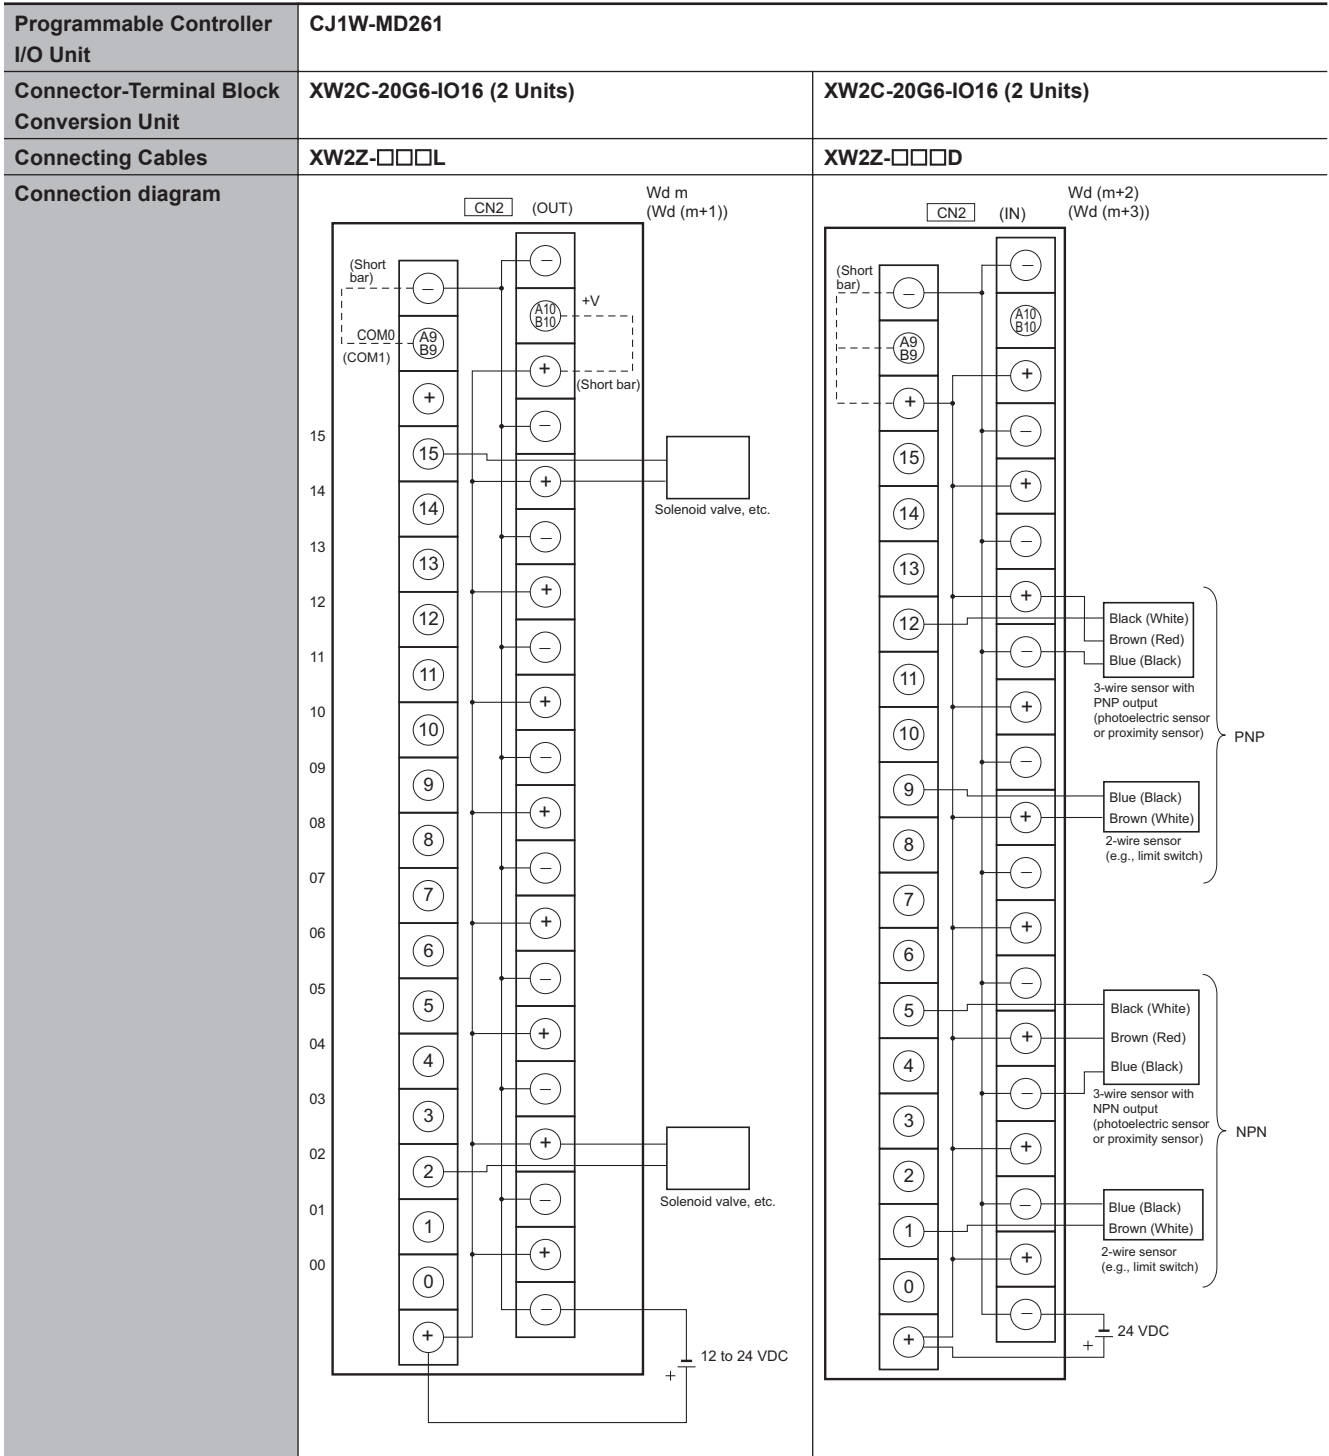 Programmable Controller
I/O Unit
CJ1W-MD261
Connector-Terminal Block
Conversion Unit
XW2C-20G6-IO16 (2 Units)
XW2C-20G6-IO16 (2 Units)
Connecting Cables
XW2Z-□□□L
XW2Z-□□□D
Connection diagram
CN2
(OUT)
Wd m
(Wd (m+1))
(Short
bar)
−
−
A10
B10
+V
COM0
(COM1)
A9
B9
+
(Short bar)
+
−
15
15
+
Solenoid valve, etc.
14
14
−
13
13
+
12
12
−
11
11
+
10
10
−
09
9
+
08
8
−
07
7
+
06
6
−
05
5
+
04
4
−
03
3
+
02
2
Solenoid valve, etc.
−
01
1
+
00
0
−
+
12 to 24 VDC
+
CN2
(IN)
Wd (m+2)
(Wd (m+3))
(Short
bar)
−
−
A10
B10
A9
B9
+
+
−
15
+
14
−
13
+
12
Black (White)
Brown (Red)
Blue (Black)
3-wire sensor with
PNP output
(photoelectric sensor
or proximity sensor)
PNP
−
11
+
10
−
9
Blue (Black)
Brown (White)
2-wire sensor
(e.g., limit switch)
+
8
−
7
+
6
−
5
Black (White)
Brown (Red)
Blue (Black)
3-wire sensor with
NPN output
(photoelectric sensor
or proximity sensor)
NPN
+
4
−
3
+
2
−
1
Blue (Black)
Brown (White)
2-wire sensor
(e.g., limit switch)
+
0
−
+
24 VDC
+